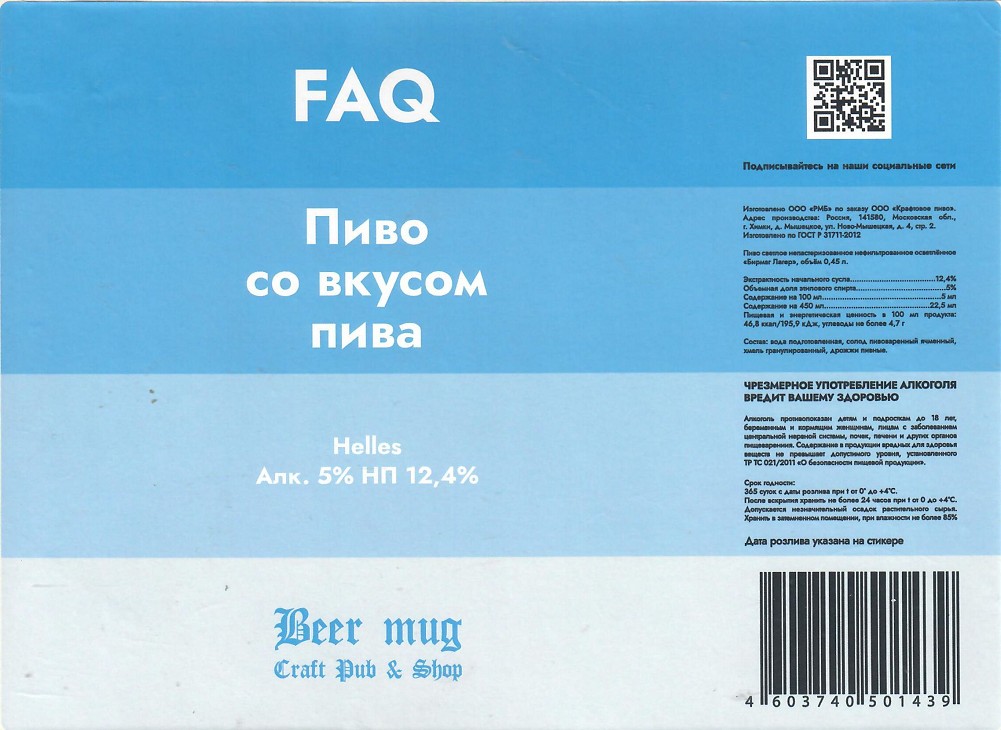 FAQ
Пиво
со вкусом
пива
Helles
Алк. 5% НП 12,4%
Beer mug
Craft Pub & Shop
Подписывайтесь на наши социальные сети
Изготовлено ООО «РМБ» по заказу ООО «Крафтовое пиво».
Адрес производства: Россия, 141580, Московская обл.,
г. Химки, д. Мышецкое, ул. Ново-Мышецкая, д. 4, стр. 2.
Изготовлено по ГОСТ Р 31711-2012
Пиво светлое непастеризованное нефильтрованное осветлённое
«Бирмаг Лагер», объём 0,45 л.
Экстрактность начального сусла..............................12,4%
Объемная доля этилового спирта..............................5%
Содержание на 100 мл..............................5 мл
Содержание на 450 мл..............................22,5 мл
Пищевая и энергетическая ценность в 100 мл продукта:
46,8 ккал/195,9 кДж, углеводы не более 4,7 г
Состав: вода подготовленная, солод пивоваренный ячменный,
хмель гранулированный, дрожжи пивные.
ЧРЕЗМЕРНОЕ УПОТРЕБЛЕНИЕ АЛКОГОЛЯ
ВРЕДИТ ВАШЕМУ ЗДОРОВЬЮ
Алкоголь противопоказан детям и подросткам до 18 лет,
беременным и кормящим женщинам, лицам с заболеванием
центральной нервной системы, почек, печени и других органов
пищеварения. Содержание в продукции вредных для здоровья
веществ не превышает допустимого уровня, установленного
ТР ТС 021/2011 «О безопасности пищевой продукции».
Срок годности:
365 суток с даты розлива при t от 0° до +4°С.
После вскрытия хранить не более 24 часов при t от 0 до +4°С.
Допускается незначительный осадок растительного сырья.
Хранить в затемненном помещении, при влажности не более 85%
Дата розлива указана на стикере
4 603740 501439